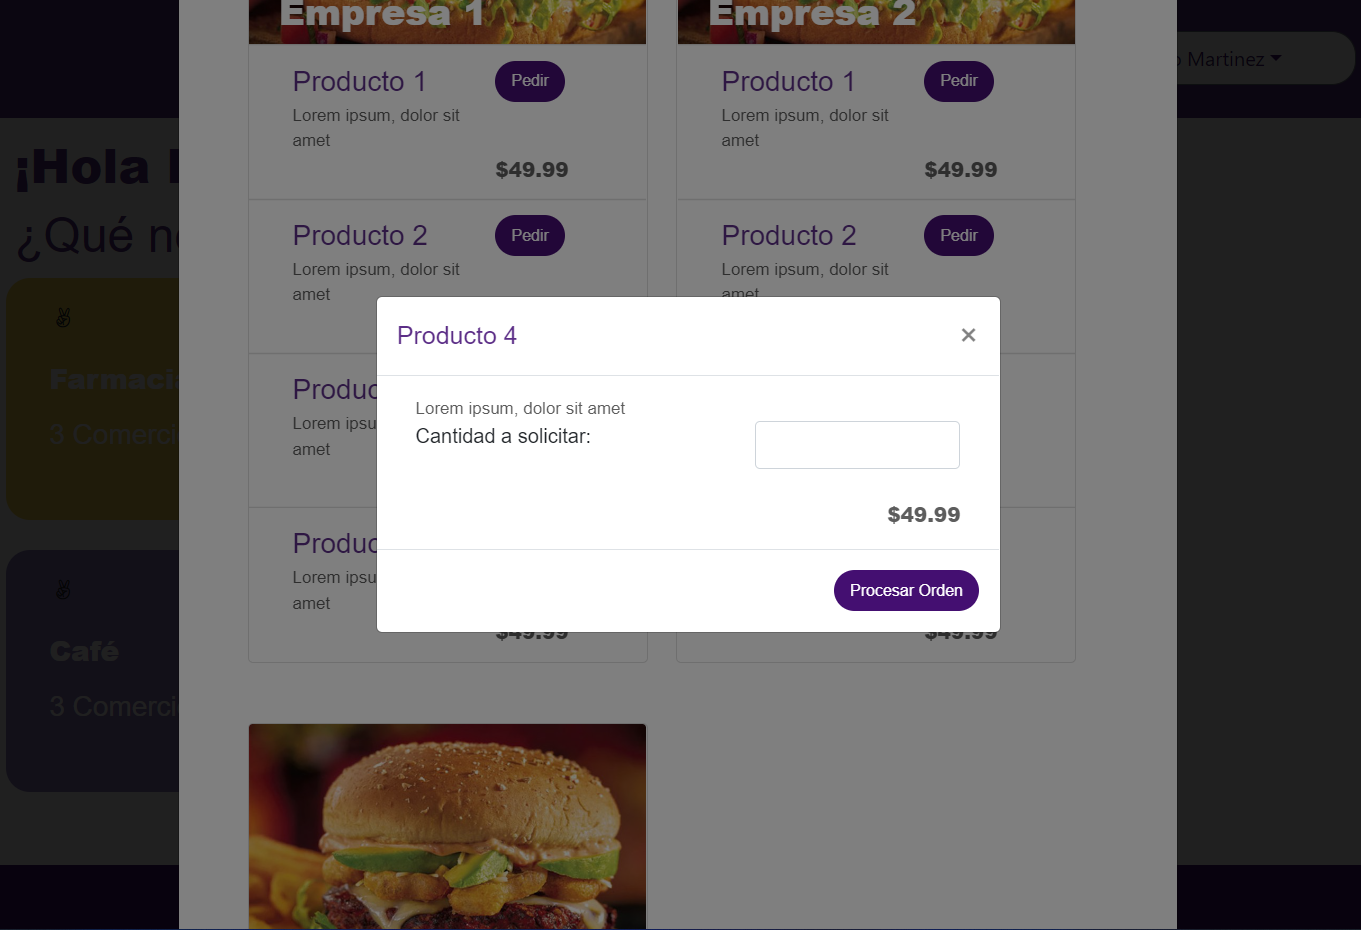 Empresa 1
Empresa 2
Martinez
¡Hola
¿Qué
Farmacia
3 Comerci
Café
3 Comerci
Producto 1
Pedir
Lorem ipsum, dolor sit
amet
$49.99
Producto 2
Pedir
Lorem ipsum, dolor sit
amet
Produc
Lorem ipsu
amet
Produc
Lorem ipsu
amet
$49.99
Producto 1
Pedir
Lorem ipsum, dolor sit
amet
$49.99
Producto 2
Pedir
Lorem ipsum, dolor sit
amet
$49.99
Producto 4
×
Lorem ipsum, dolor sit amet
Cantidad a solicitar:
$49.99
Procesar Orden